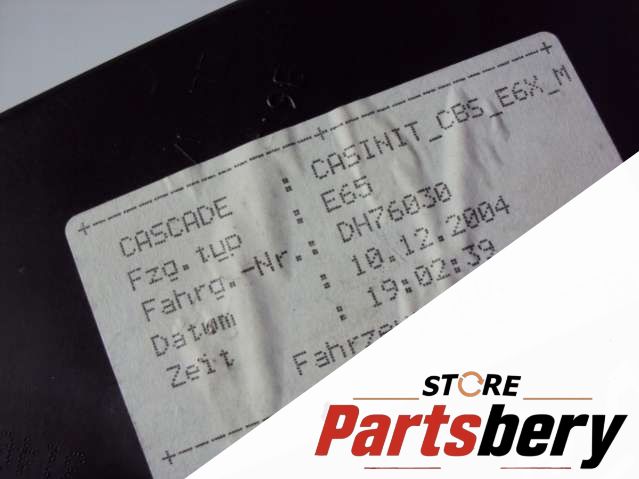 +--------------------+--------------------+
CASCADE : CASINIT_CBS_E6X_M
Fzg.typ : E65
Fahrg.-Nr.: DH76030
Datum : 10.12.2004
Zeit : 19:02:39
STORE
Partsbery